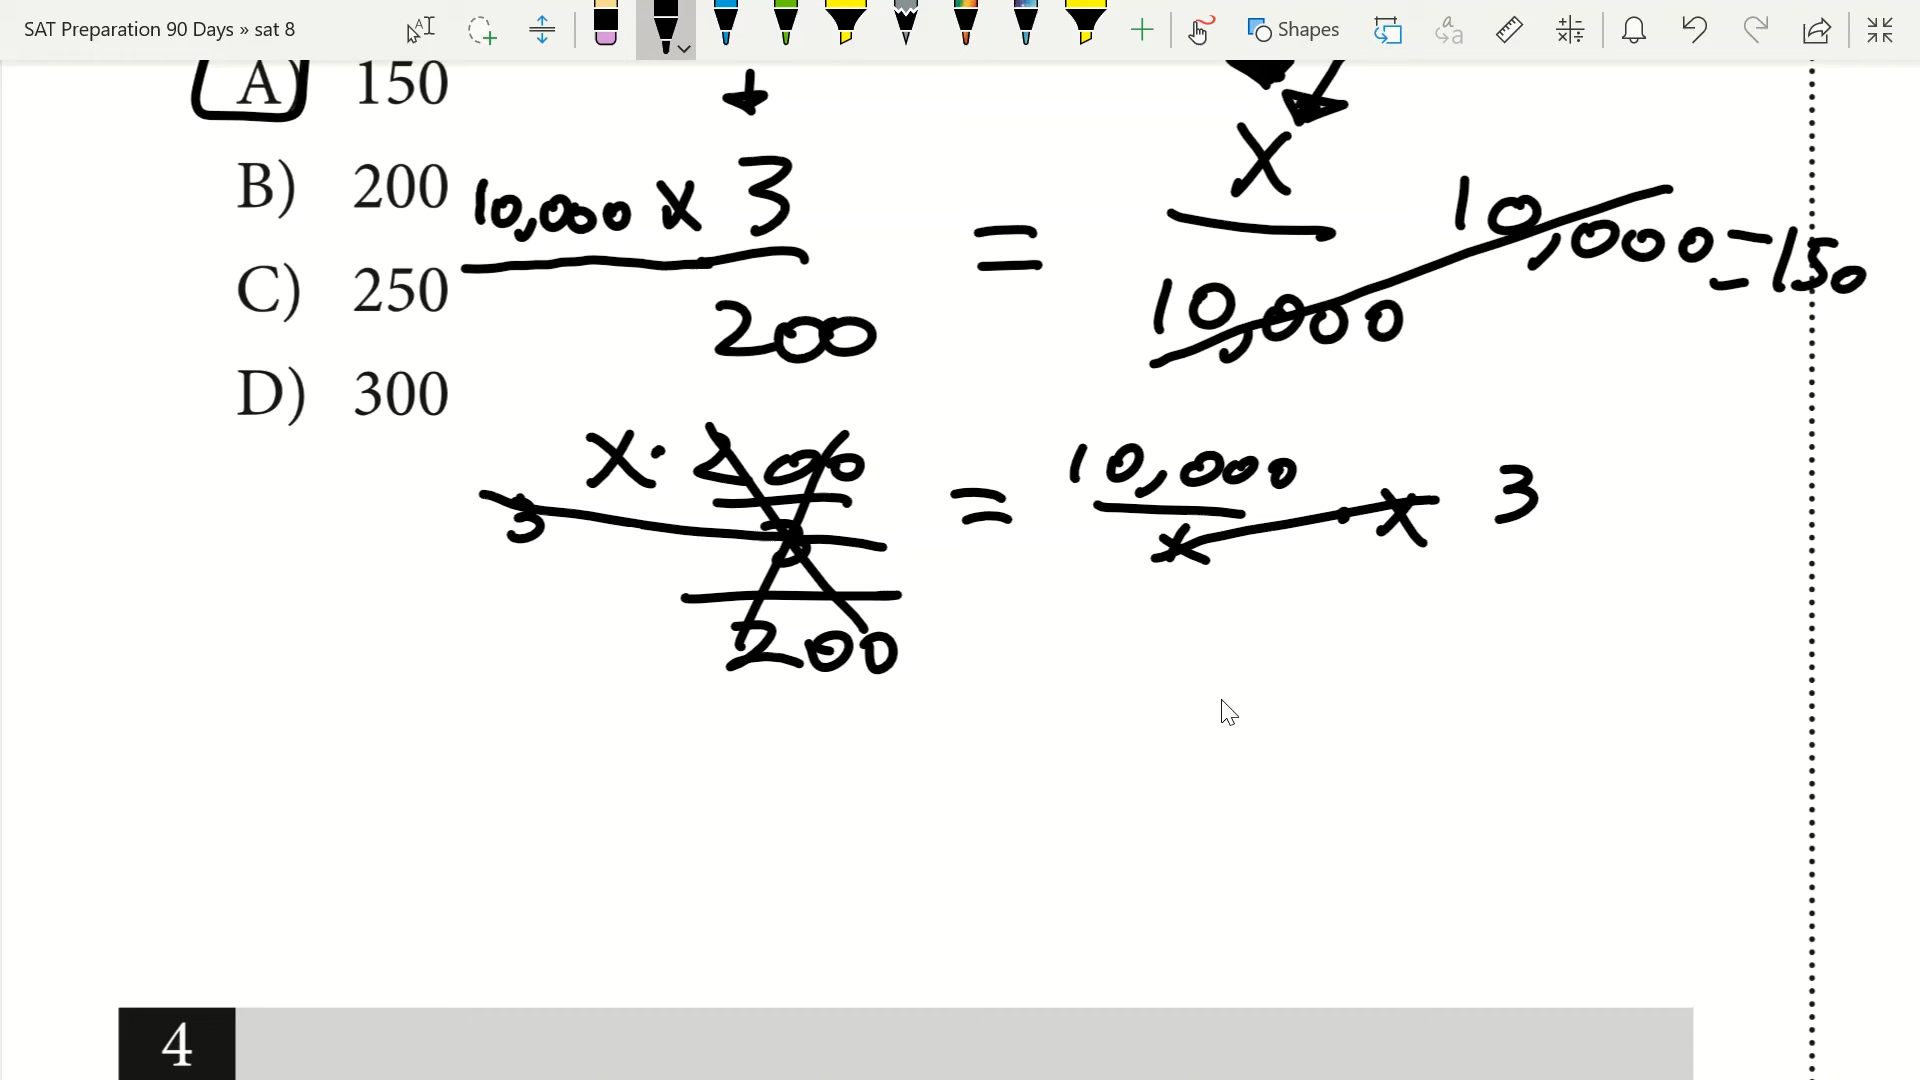 SAT Preparation 90 Days » sat 8
Shapes
A) 150
B) 200
C) 250
D) 300
10,000 x 3
200
=
X
10,000
10,000 = 150
X · 200
3
3
200
=
10,000
x
· x 3
4